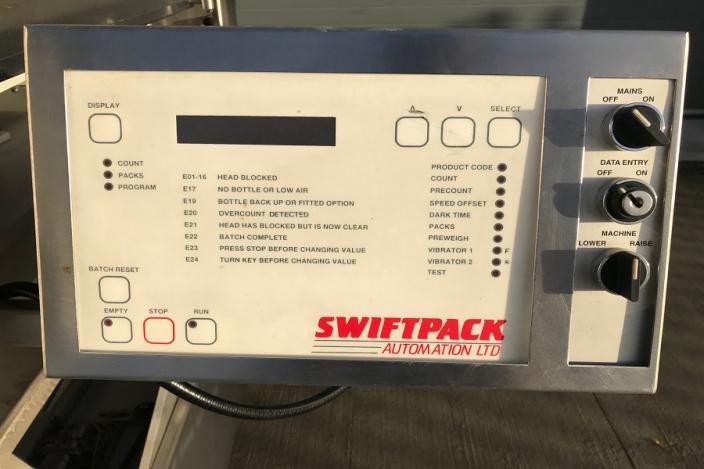 DISPLAY
COUNT
PACKS
PROGRAM
V
SELECT
E01-16 HEAD BLOCKED
E17 NO BOTTLE OR LOW AIR
E19 BOTTLE BACK UP OR FITTED OPTION
E20 OVERCOUNT DETECTED
E21 HEAD HAS BLOCKED BUT IS NOW CLEAR
E22 BATCH COMPLETE
E23 PRESS STOP BEFORE CHANGING VALUE
E24 TURN KEY BEFORE CHANGING VALUE
PRODUCT CODE
COUNT
PRECOUNT
SPEED OFFSET
DARK TIME
PACKS
PREWEIGH
VIBRATOR 1
VIBRATOR 2
TEST
BATCH RESET
EMPTY STOP RUN
SWIFTPACK
AUTOMATION LTD
MAINS
OFF ON
DATA ENTRY
OFF ON
MACHINE
LOWER RAISE